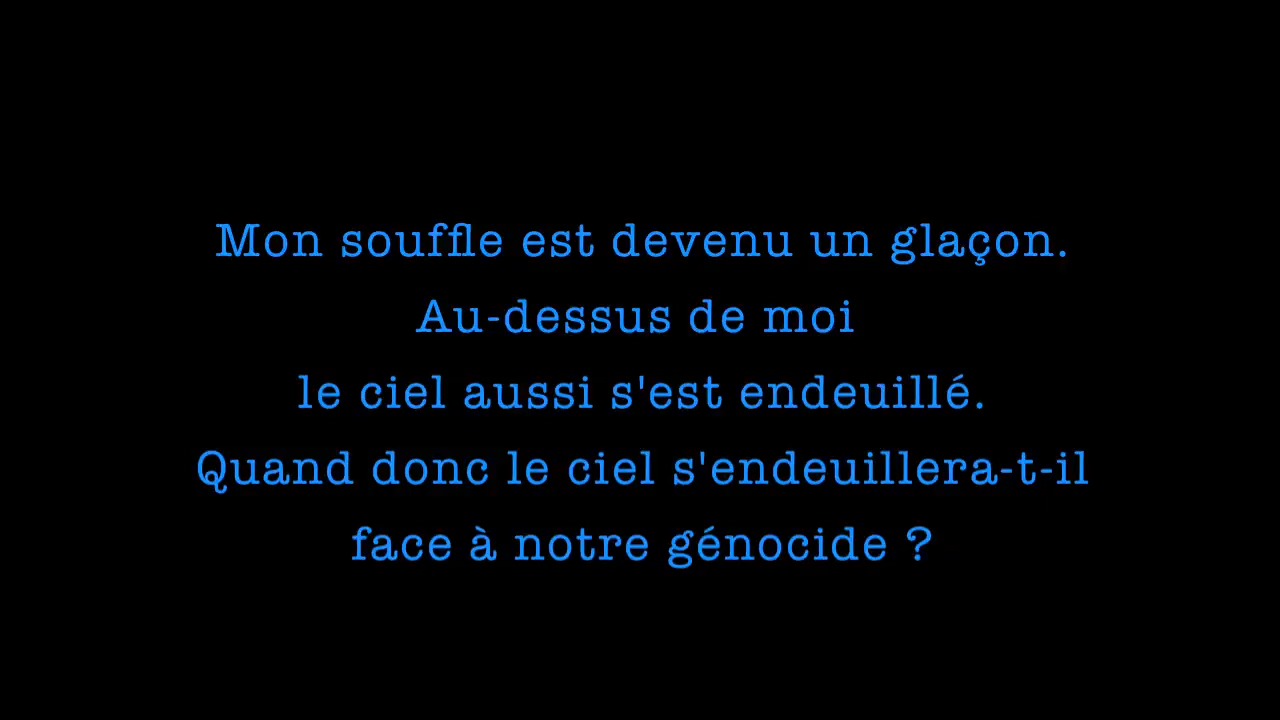 Mon souffle est devenu un glaçon.
Au-dessus de moi
le ciel aussi s'est endeuillé.
Quand donc le ciel s'endeuillera-t-il
face à notre génocide ?